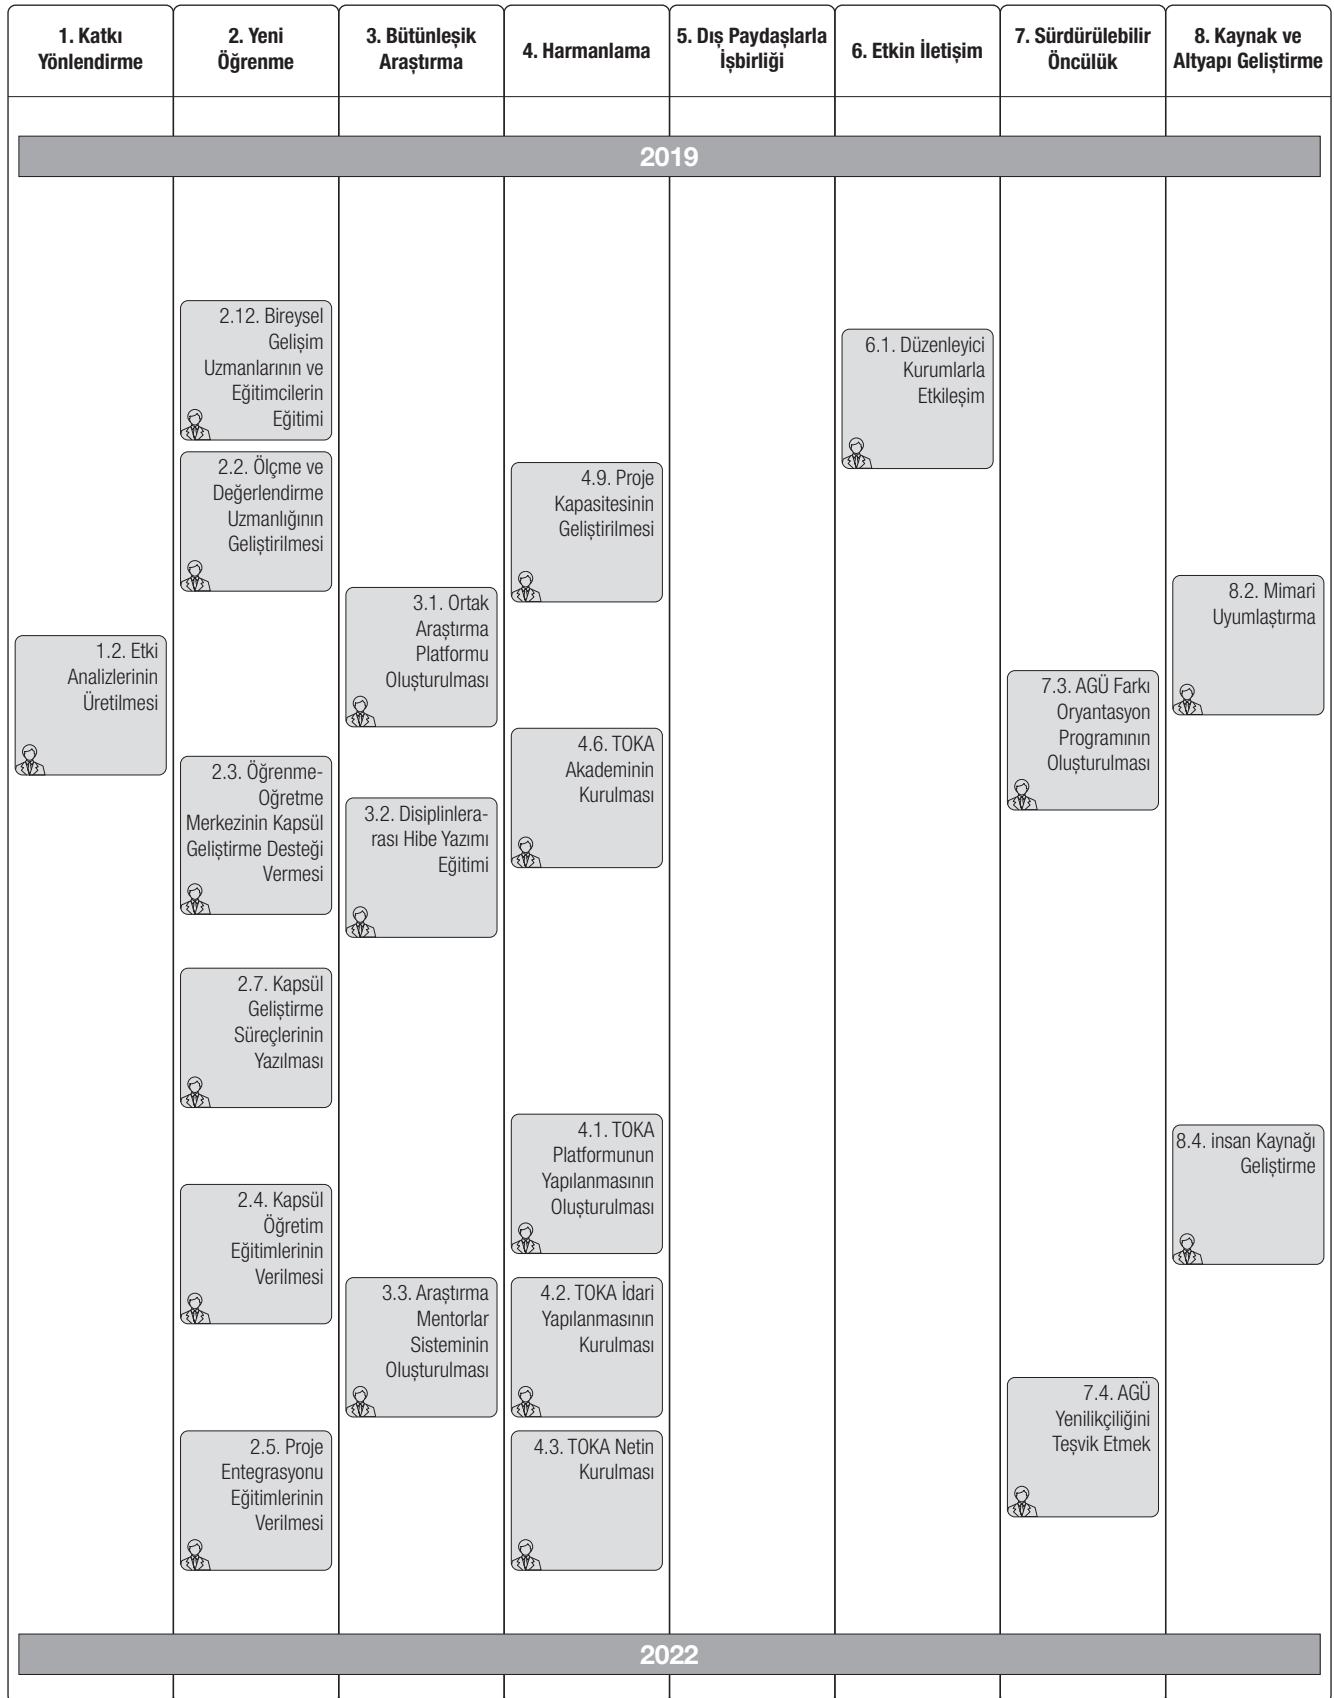 1. Katkı
Yönlendirme
2. Yeni
Öğrenme
3. Bütünleşik
Araştırma
4. Harmanlama
5. Dış Paydaşlarla
İşbirliği
6. Etkin İletişim
7. Sürdürülebilir
Öncülük
8. Kaynak ve
Altyapı Geliştirme
2019
1.2. Etki
Analizlerinin
Üretilmesi
2.12. Bireysel
Gelişim
Uzmanlarının ve
Eğitimcilerin
Eğitimi
2.2. Ölçme ve
Değerlendirme
Uzmanlığının
Geliştirilmesi
2.3. Öğrenme-
Oğretme
Merkezinin Kapsül
Geliştirme Desteği
Vermesi
2.7. Kapsül
Geliştirme
Süreçlerinin
Yazılması
2.4. Kapsül
Öğretim
Eğitimlerinin
Verilmesi
2.5. Proje
Entegrasyonu
Eğitimlerinin
Verilmesi
3.1. Ortak
Araştırma
Platformu
Oluşturulması
3.2. Disiplinlera-
rası Hibe Yazımı
Eğitimi
3.3. Araştırma
Mentorlar
Sisteminin
Oluşturulması
4.9. Proje
Kapasitesinin
Geliştirilmesi
4.6. TOKA
Akademinin
Kurulması
4.1. TOKA
Platformunun
Yapılanmasının
Oluşturulması
4.2. TOKA İdari
Yapılanmasının
Kurulması
4.3. TOKA Netin
Kurulması
6.1. Düzenleyici
Kurumlarla
Etkileşim
7.3. AGÜ Farkı
Oryantasyon
Programının
Oluşturulması
7.4. AGÜ
Yenilikçiliğini
Teşvik Etmek
8.2. Mimari
Uyumlaştırma
8.4. insan Kaynağı
Geliştirme
2022